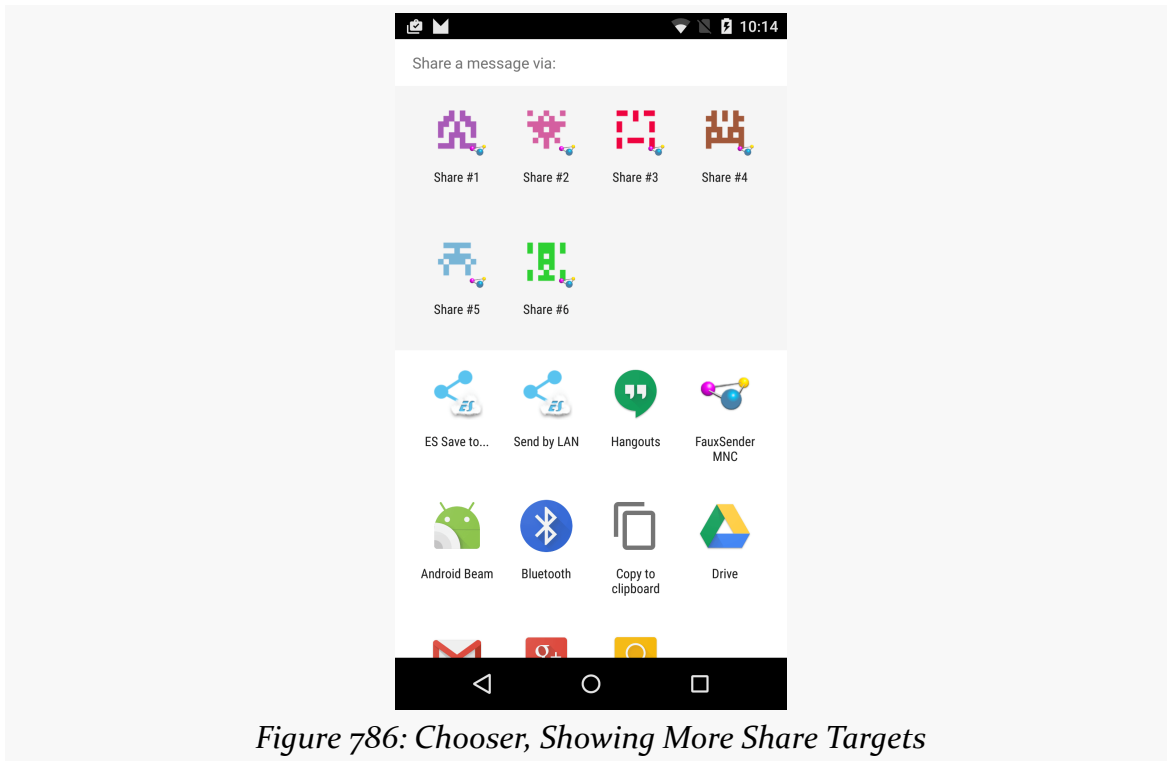 10:14
Share a message via:
Share #1 Share #2 Share #3 Share #4
Share #5 Share #6
ES Save to... Send by LAN Hangouts FauxSender
MNC
Android Beam Bluetooth Copy to Drive
clipboard
g+
Figure 786: Chooser, Showing More Share Targets